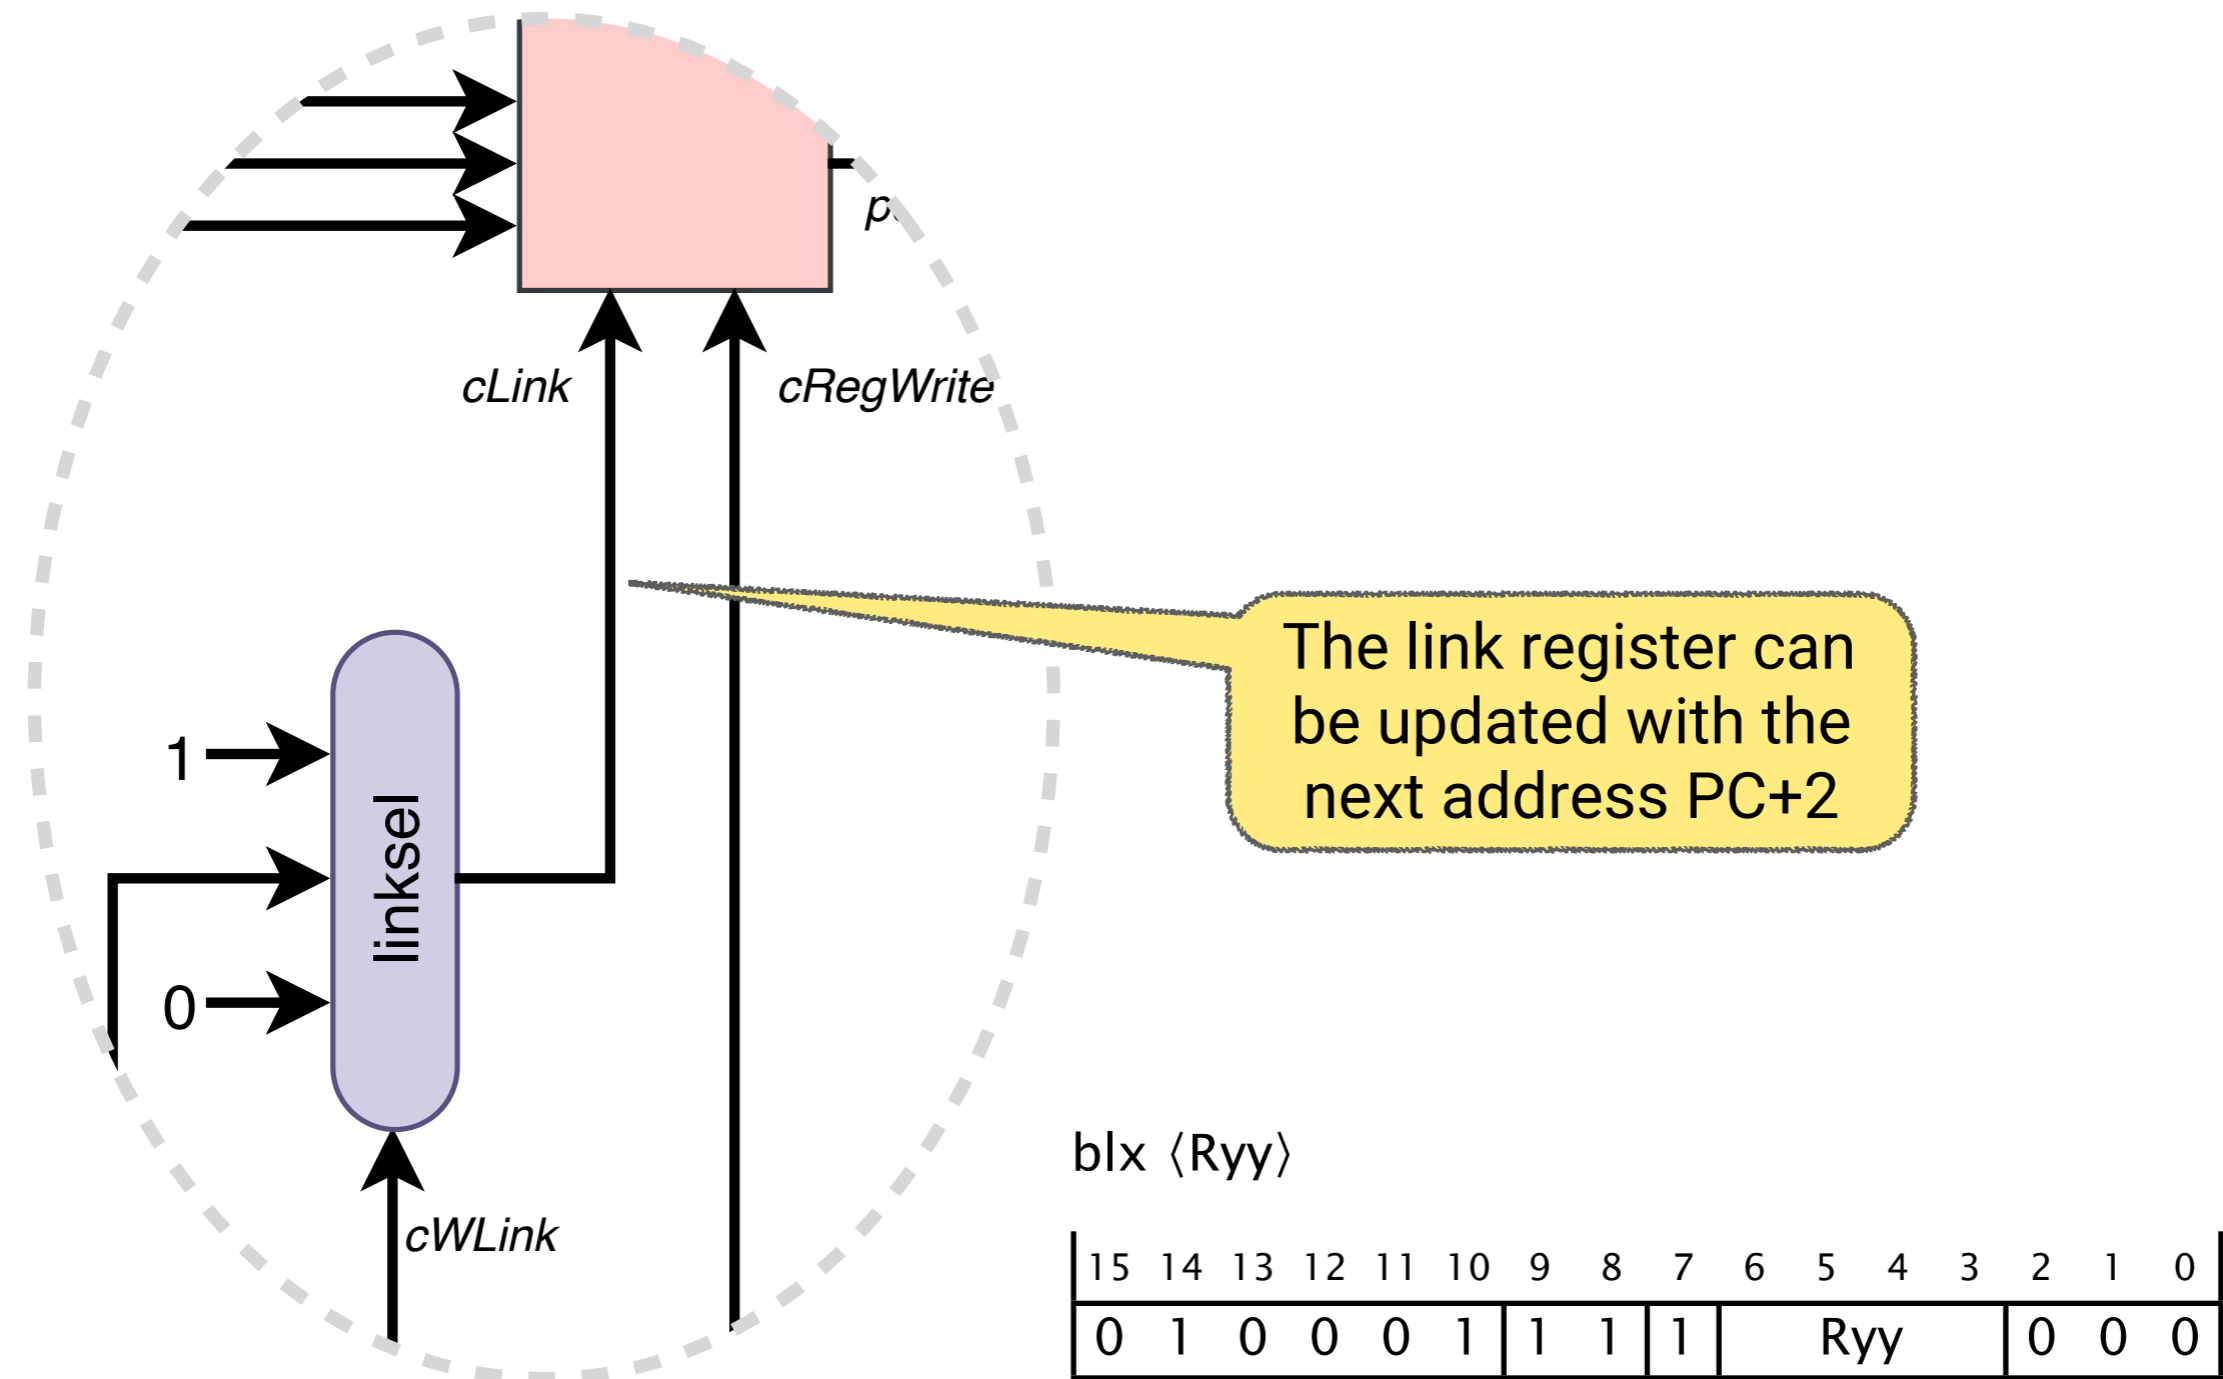 cLink
cRegWrite
The link register can
be updated with the
next address PC+2
1
linksel
0
cWLink
blx ⟨Ryy⟩
15 14 13 12 11 10 9 8 7 6 5 4 3 2 1 0
0 1 0 0 0 1 1 1 1 Ryy 0 0 0